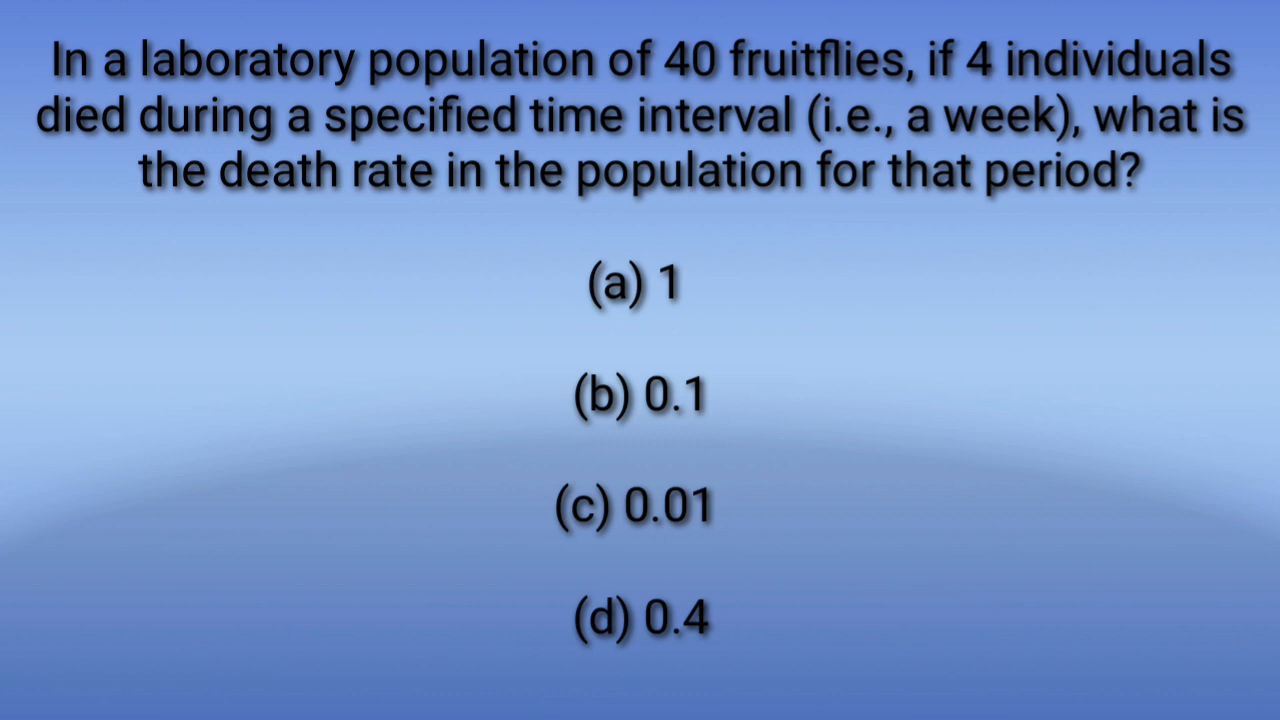 In a laboratory population of 40 fruitflies, if 4 individuals
died during a specified time interval (i.e., a week), what is
the death rate in the population for that period?
(a) 1
(b) 0.1
(c) 0.01
(d) 0.4